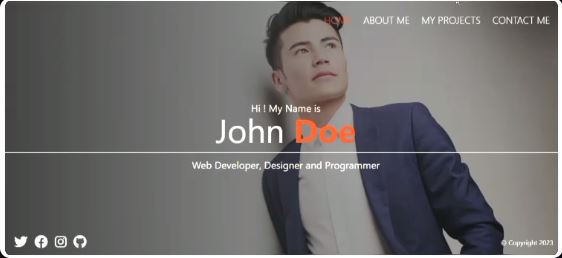 HOME ABOUT ME MY PROJECTS CONTACT ME
Hi ! My Name is
John Doe
Web Developer, Designer and Programmer
© Copyright 2023